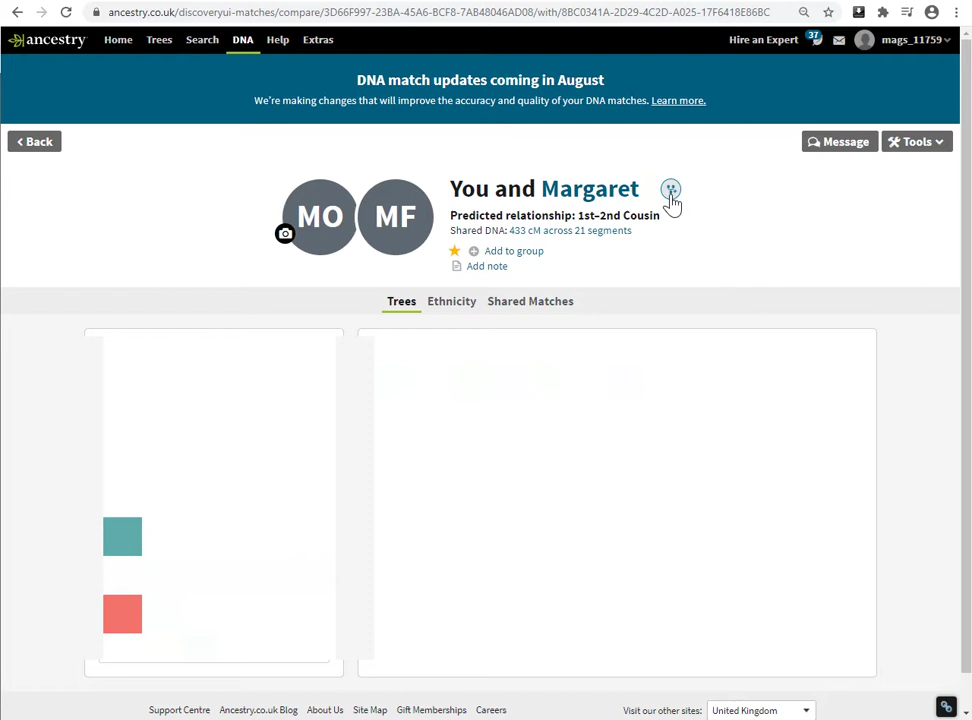 ancestry.co.uk/discoveryui-matches/compare/3D66F997-23BA-45A6-BCF8-7AB48046AD08/with/8BC0341A-2D29-4C2D-A025-17F6418E86BC
ancestry Home Trees Search DNA Help Extras Hire an Expert 37 mags_11759
DNA match updates coming in August
We're making changes that will improve the accuracy and quality of your DNA matches. Learn more.
Back Message Tools
MO MF
You and Margaret
Predicted relationship: 1st–2nd Cousin
Shared DNA: 433 cM across 21 segments
Add to group
Add note
Trees Ethnicity Shared Matches
Support Centre Ancestry.co.uk Blog About Us Site Map Gift Memberships Careers Visit our other sites: United Kingdom